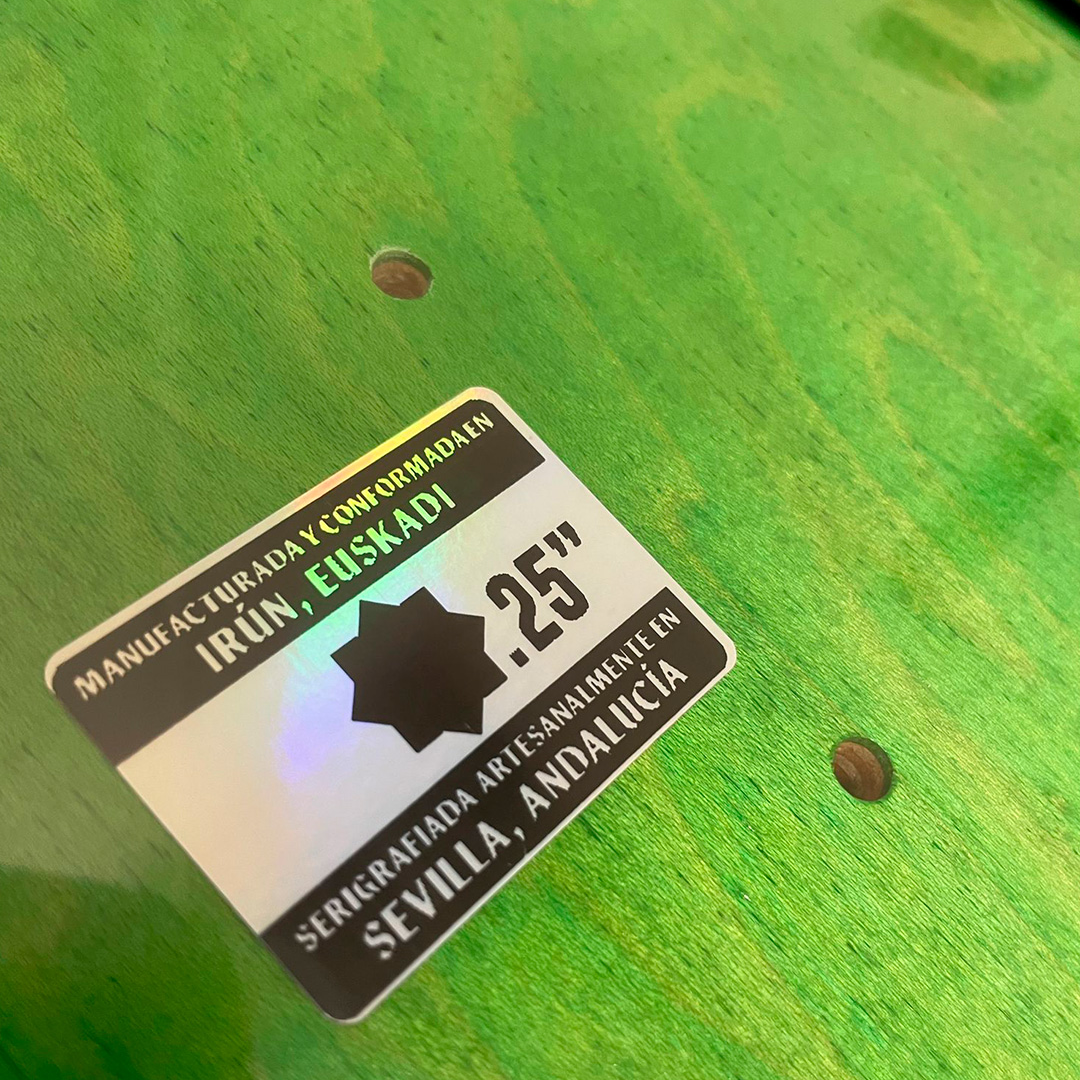 MANUFACTURADA Y CONFORMADA EN
IRÚN, EUSKADI
.25”
SERIGRAFIADA ARTESANALMENTE EN
SEVILLA, ANDALUCÍA